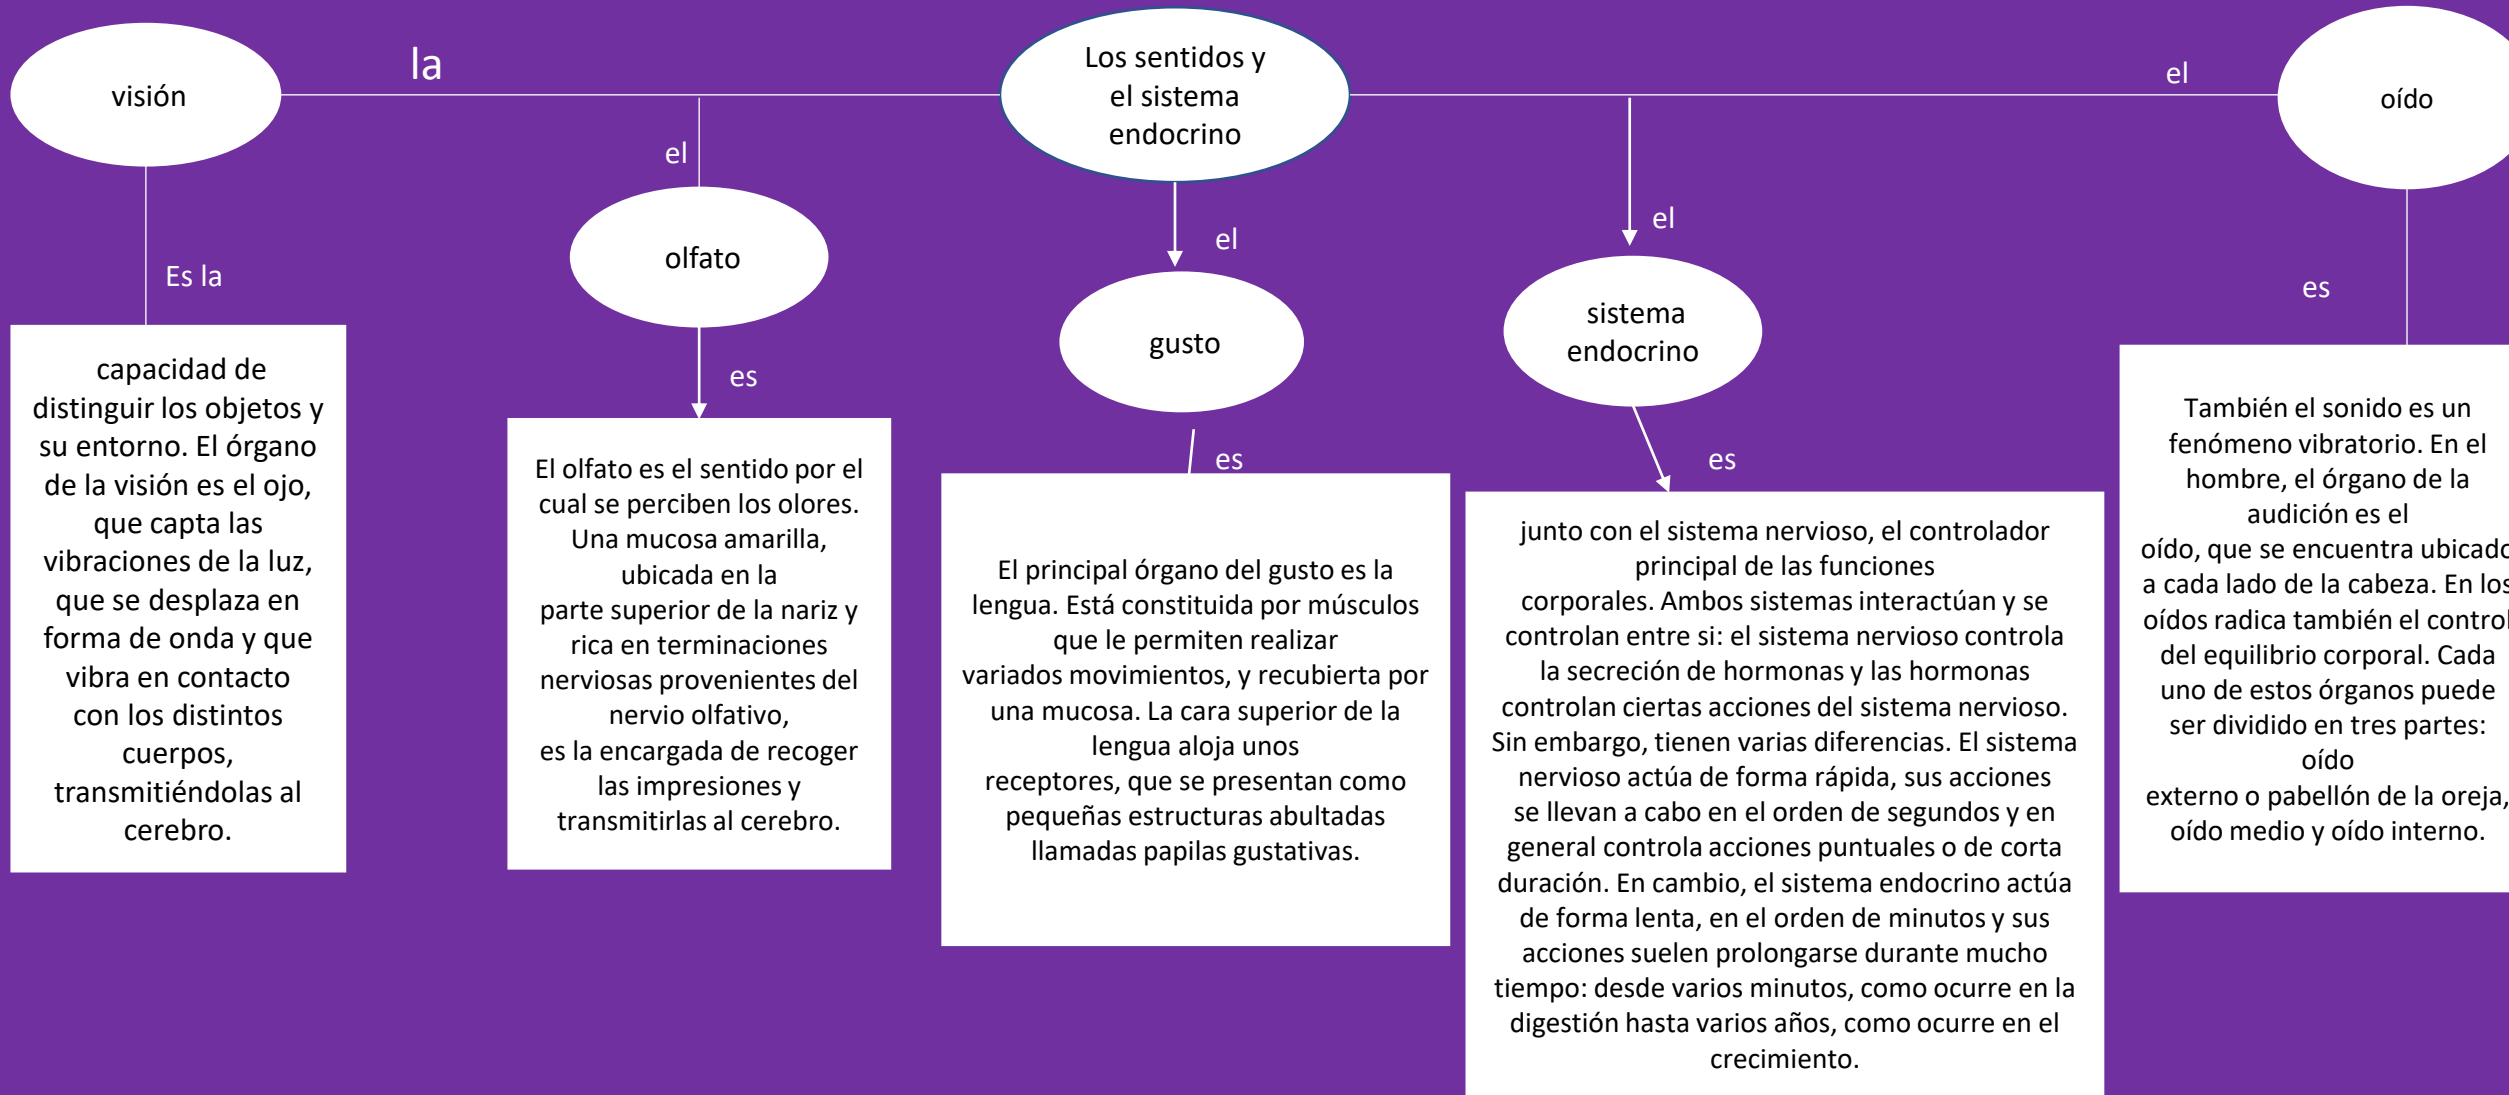 Los sentidos y
el sistema
endocrino
la
visión
Es la
capacidad de
distinguir los objetos y
su entorno. El órgano
de la visión es el ojo,
que capta las
vibraciones de la luz,
que se desplaza en
forma de onda y que
vibra en contacto
con los distintos
cuerpos,
transmitiéndolas al
cerebro.
el
olfato
es
El olfato es el sentido por el
cual se perciben los olores.
Una mucosa amarilla,
ubicada en la
parte superior de la nariz y
rica en terminaciones
nerviosas provenientes del
nervio olfativo,
es la encargada de recoger
las impresiones y
transmitirlas al cerebro.
el
gusto
es
El principal órgano del gusto es la
lengua. Está constituida por músculos
que le permiten realizar
variados movimientos, y recubierta por
una mucosa. La cara superior de la
lengua aloja unos
receptores, que se presentan como
pequeñas estructuras abultadas
llamadas papilas gustativas.
el
sistema
endocrino
es
junto con el sistema nervioso, el controlador
principal de las funciones
corporales. Ambos sistemas interactúan y se
controlan entre si: el sistema nervioso controla
la secreción de hormonas y las hormonas
controlan ciertas acciones del sistema nervioso.
Sin embargo, tienen varias diferencias. El sistema
nervioso actúa de forma rápida, sus acciones
se llevan a cabo en el orden de segundos y en
general controla acciones puntuales o de corta
duración. En cambio, el sistema endocrino actúa
de forma lenta, en el orden de minutos y sus
acciones suelen prolongarse durante mucho
tiempo: desde varios minutos, como ocurre en la
digestión hasta varios años, como ocurre en el
crecimiento.
el
oído
es
También el sonido es un
fenómeno vibratorio. En el
hombre, el órgano de la
audición es el
oído, que se encuentra ubicado
a cada lado de la cabeza. En los
oídos radica también el control
del equilibrio corporal. Cada
uno de estos órganos puede
ser dividido en tres partes:
oído
externo o pabellón de la oreja,
oído medio y oído interno.